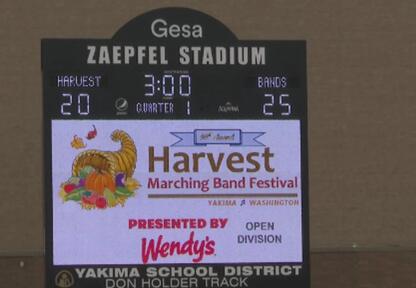 Gesa
ZAEPFEL STADIUM
HARVEST 3:00 BANDS
20 QUARTER 1 25
Harvest
Marching Band Festival
YAKIMA WASHINGTON
PRESENTED BY
Wendy's
OPEN
DIVISION
YAKIMA SCHOOL DISTRICT
DON HOLDER TRACK